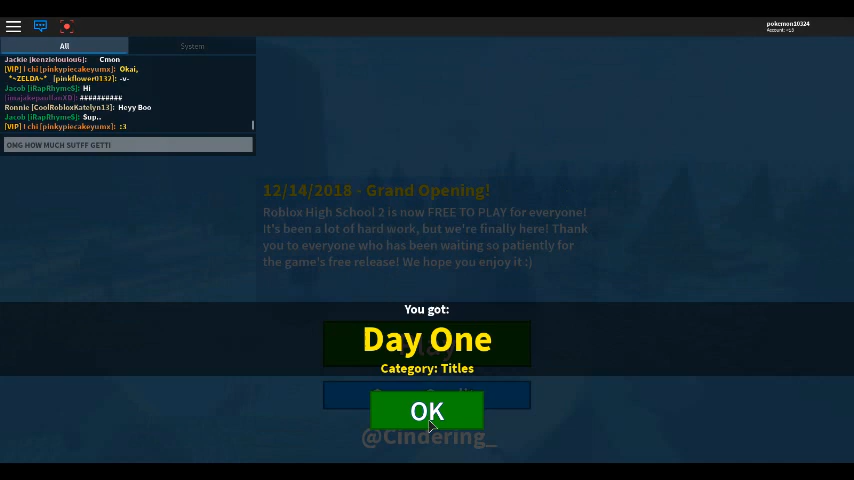 pokemon10324
Account: <13
All
System
Jackie [kenzieloulou6]: Cmon
[VIP] I chi [pinkypiecakeyumx]: Okai,
*~ZELDA~* [pinkflower0132]: -v-
Jacob [iRapRhymeS]: Hi
##########
Ronnie [CoolRobloxKatelyn13]: Heyy Boo
Jacob [iRapRhymeS]: Sup..
[VIP] I chi [pinkypiecakeyumx]: :3
OMG HOW MUCH SUTFF GETTI
12/14/2018 - Grand Opening!
Roblox High School 2 is now FREE TO PLAY for everyone!
It's been a lot of hard work, but we're finally here! Thank
you to everyone who has been waiting so patiently for
the game's free release! We hope you enjoy it :)
You got:
Day One
Category: Titles
OK
@Cindering_